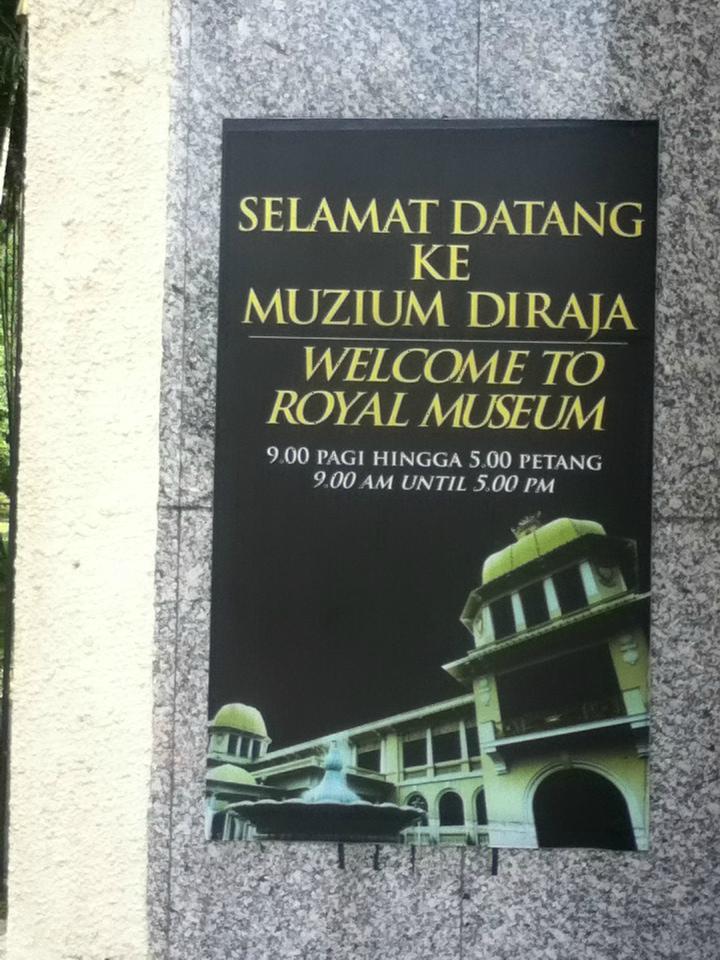 SELAMAT DATANG
KE
MUZIUM DIRAJA
WELCOME TO
ROYAL MUSEUM
9.00 PAGI HINGGA 5.00 PETANG
9.00 AM UNTIL 5.00 PM